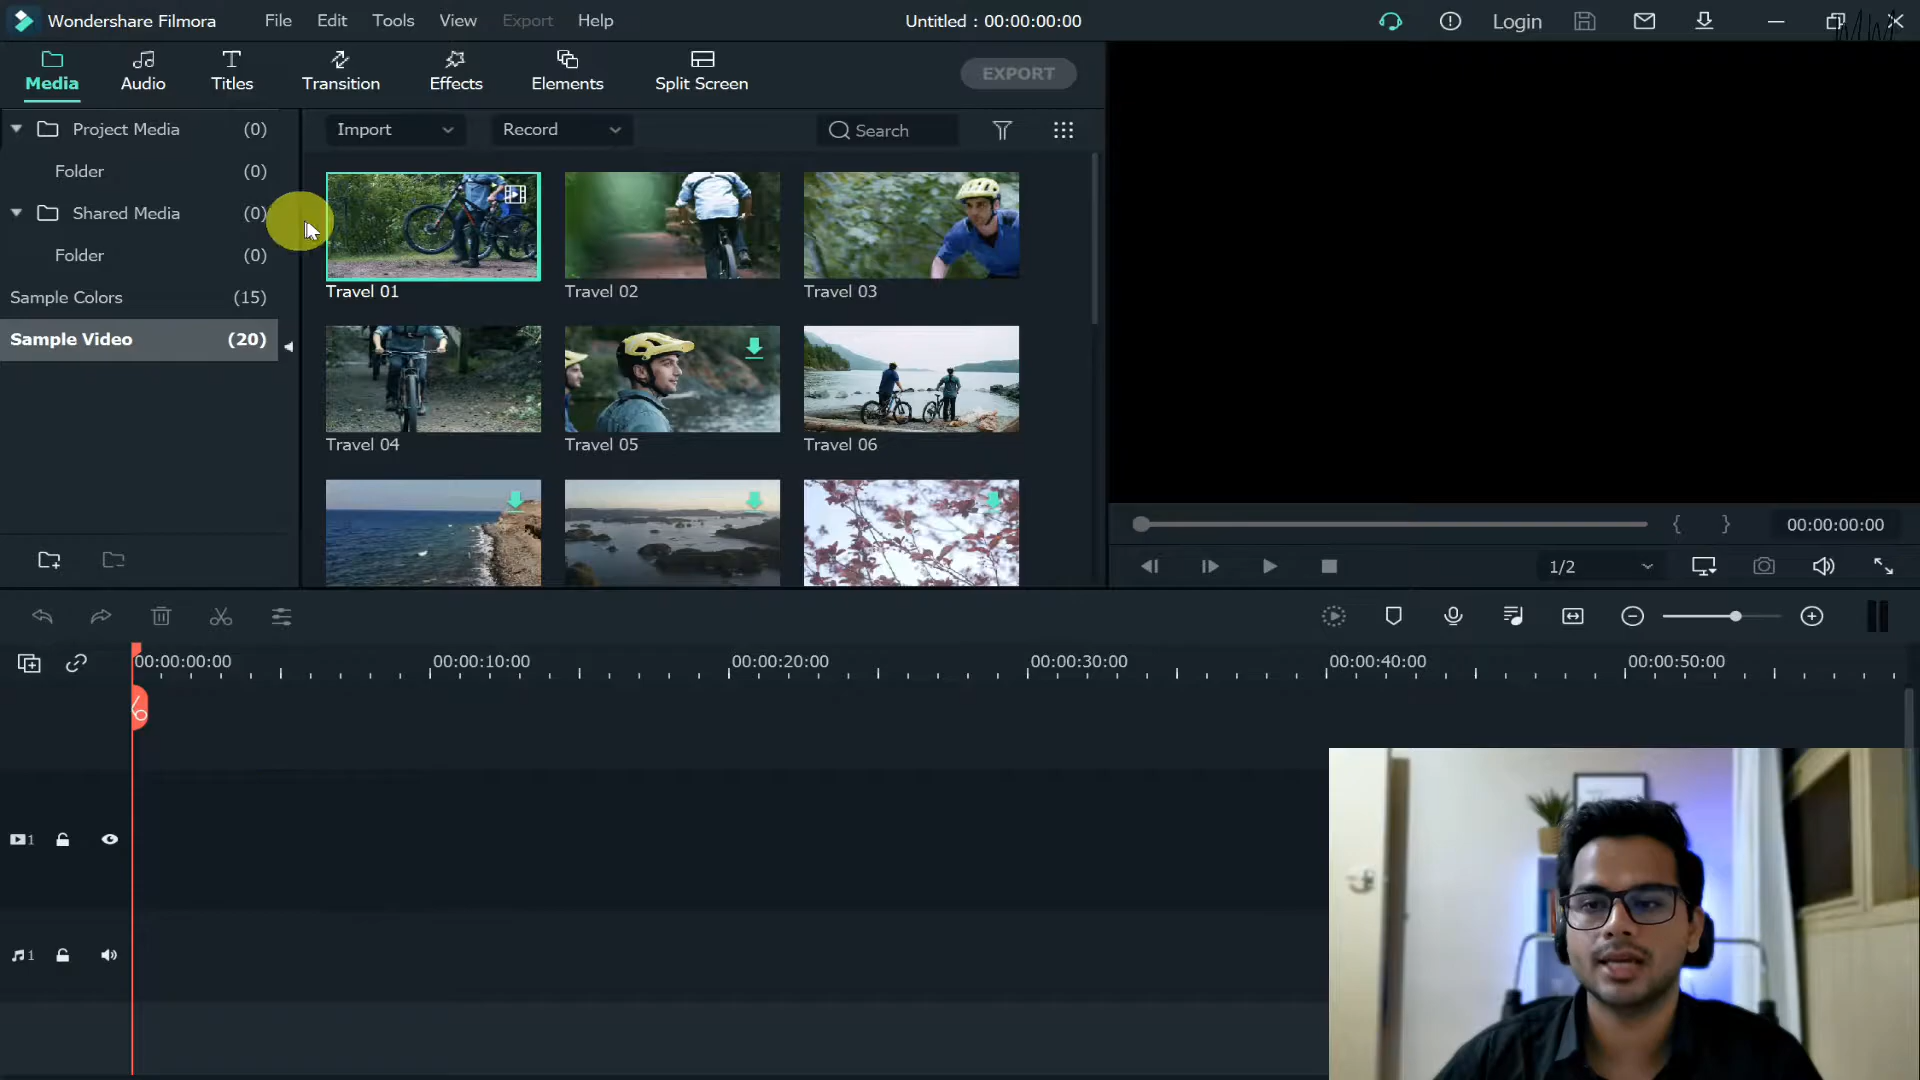 Wondershare Filmora File Edit Tools View Export Help Untitled : 00:00:00:00 Login
Media Audio Titles Transition Effects Elements Split Screen EXPORT
Project Media (0)
Folder (0)
Shared Media (0)
Folder (0)
Sample Colors (15)
Sample Video (20)
Import Record Search
Travel 01 Travel 02 Travel 03
Travel 04 Travel 05 Travel 06
00:00:00:00
1/2
00:00:00:00 00:00:10:00 00:00:20:00 00:00:30:00 00:00:40:00 00:00:50:00
1
1